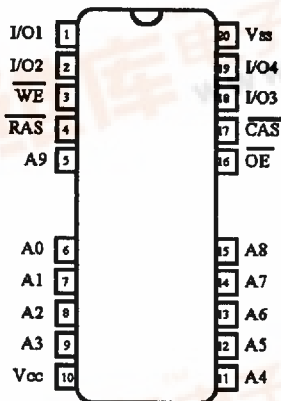 I/O1 1 20 Vss
I/O2 2 19 I/O4
WE 3 18 I/O3
RAS 4 17 CAS
A9 5 16 OE
A0 6 15 A8
A1 7 14 A7
A2 8 13 A6
A3 9 12 A5
Vcc 10 11 A4